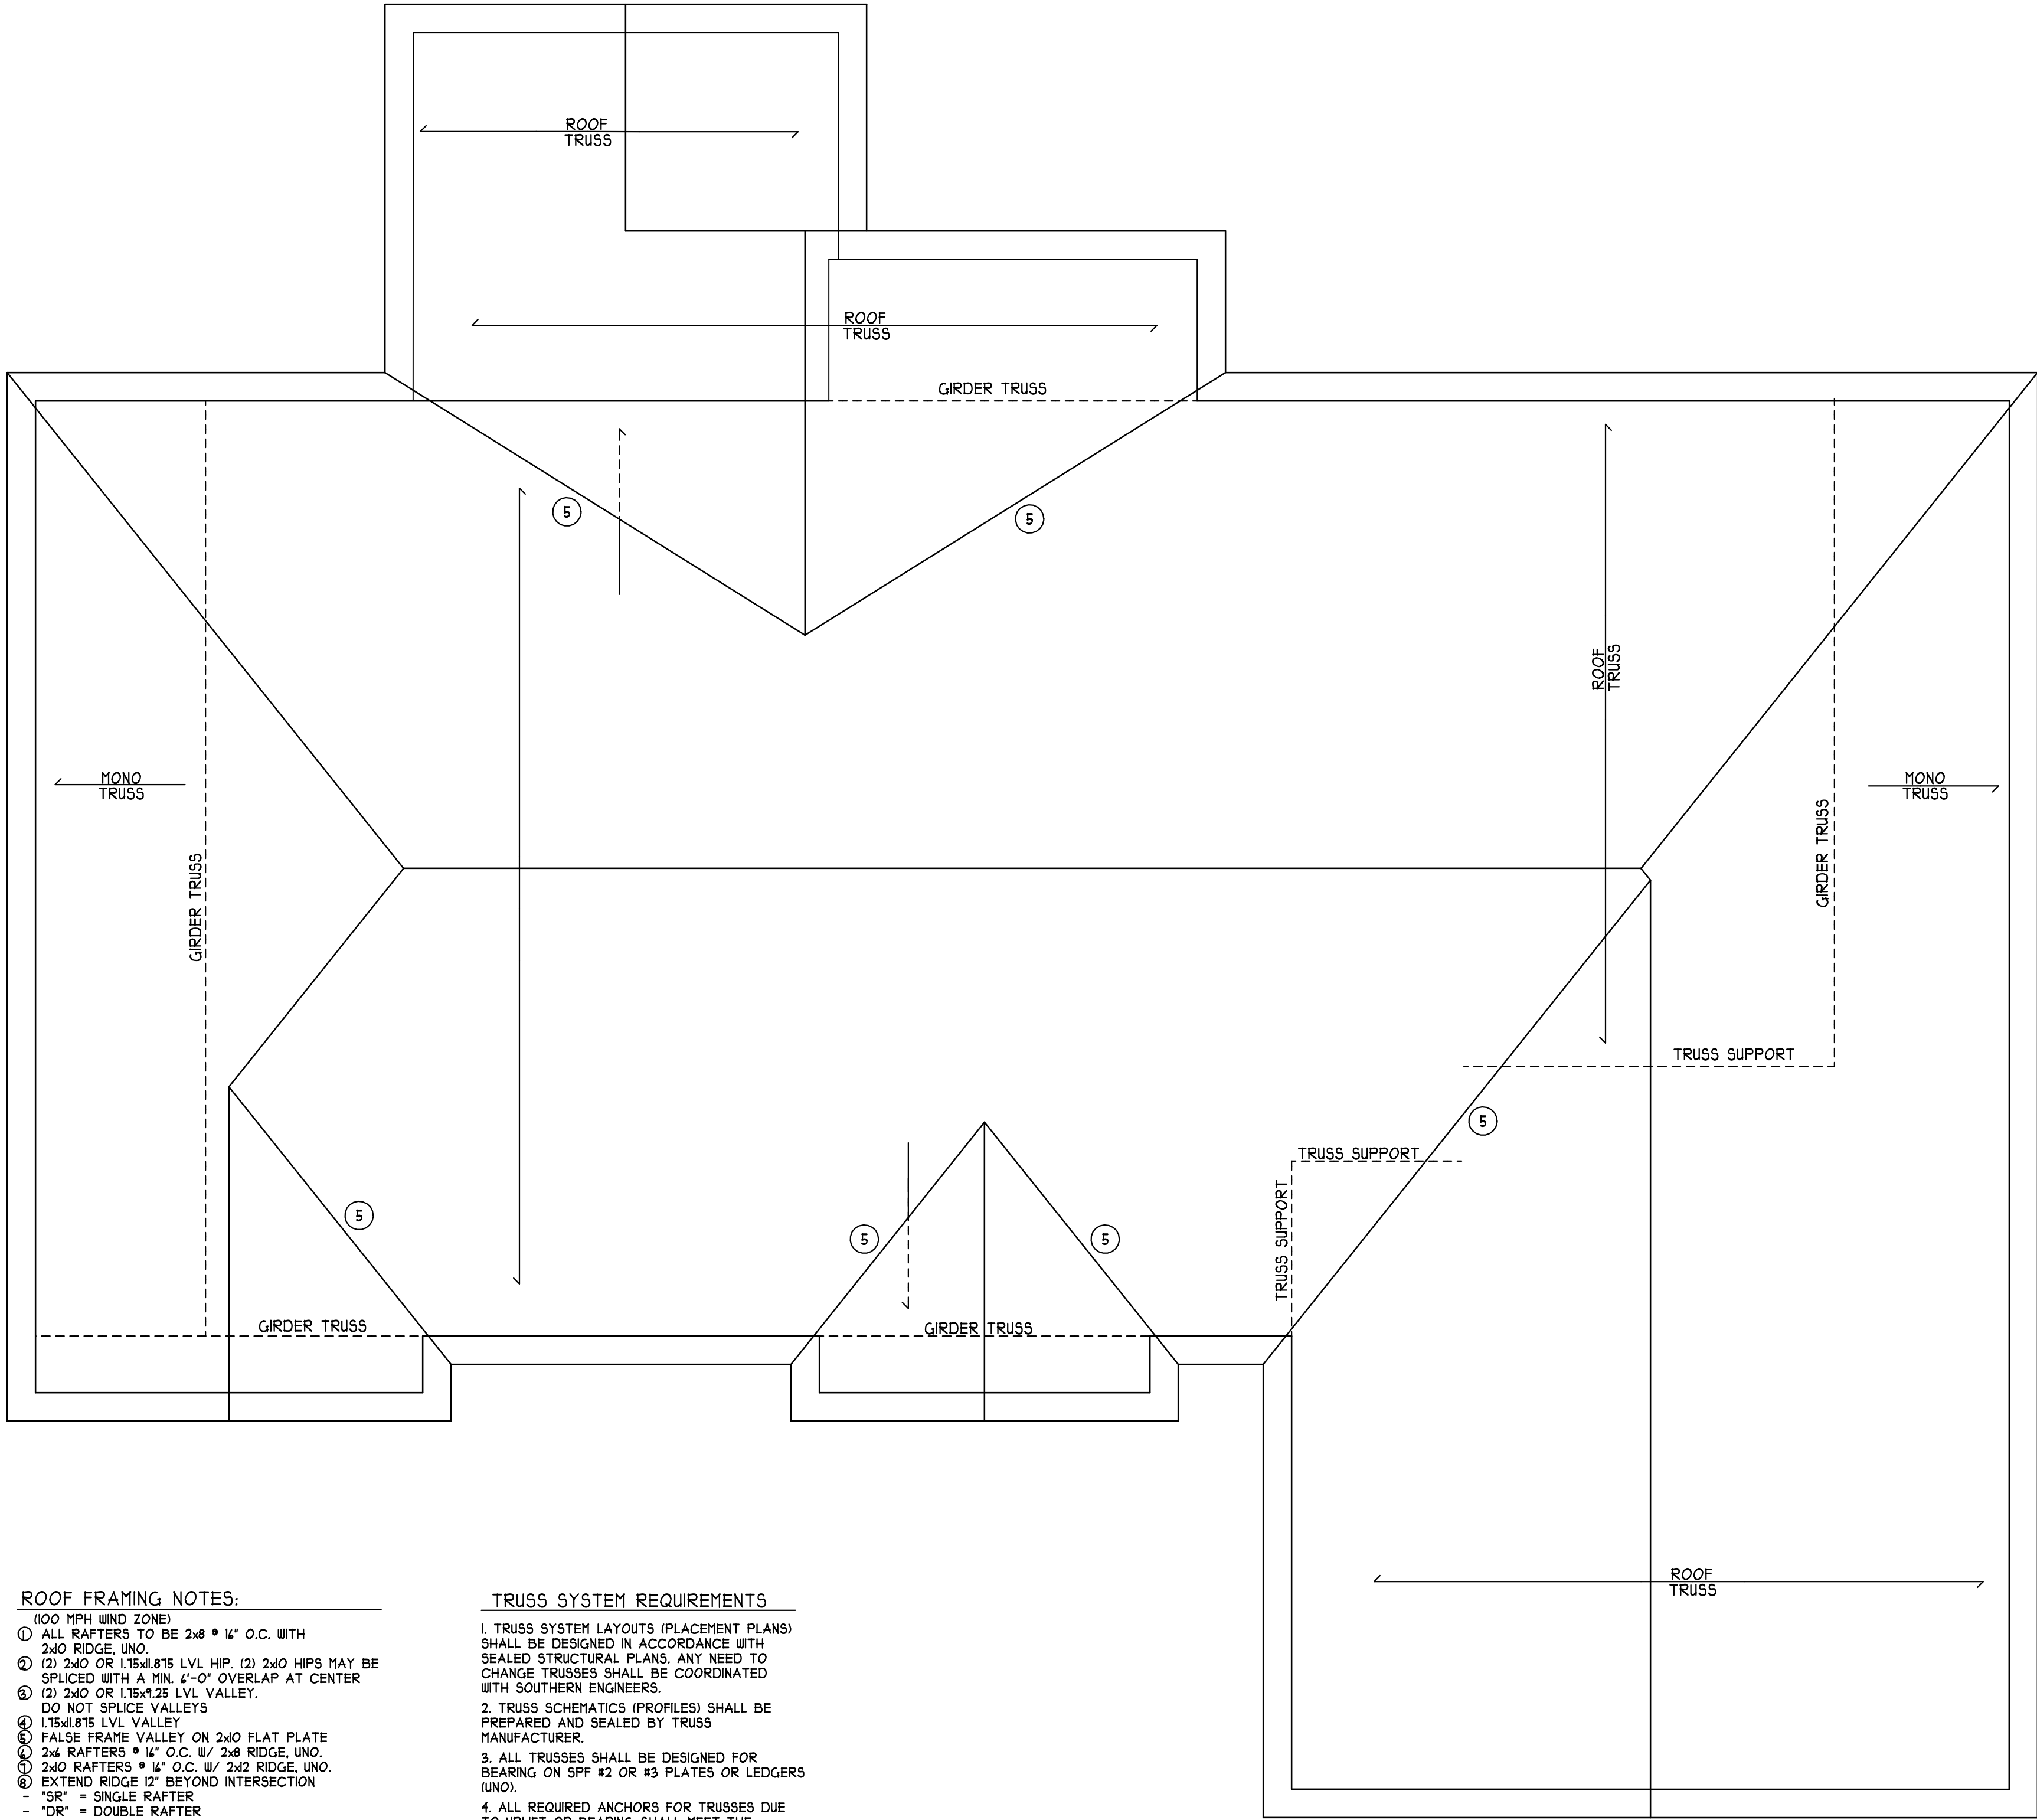 ROOF
TRUSS
ROOF
TRUSS
GIRDER TRUSS
5
5
ROOF
TRUSS
MONO
TRUSS
MONO
TRUSS
GIRDER TRUSS
GIRDER TRUSS
TRUSS SUPPORT
5
TRUSS SUPPORT
TRUSS SUPPORT
5
5
5
GIRDER TRUSS
GIRDER TRUSS
ROOF
TRUSS
ROOF FRAMING NOTES:
(100 MPH WIND ZONE)
1 ALL RAFTERS TO BE 2x8 @ 16" O.C. WITH
2x10 RIDGE, UNO.
2 (2) 2x10 OR 1.75x11.875 LVL HIP. (2) 2x10 HIPS MAY BE
SPLICED WITH A MIN. 6'-0" OVERLAP AT CENTER
3 (2) 2x10 OR 1.75x9.25 LVL VALLEY.
DO NOT SPLICE VALLEYS
4 1.75x11.875 LVL VALLEY
5 FALSE FRAME VALLEY ON 2x10 FLAT PLATE
6 2x6 RAFTERS @ 16" O.C. W/ 2x8 RIDGE, UNO.
7 2x10 RAFTERS @ 16" O.C. W/ 2x12 RIDGE, UNO.
8 EXTEND RIDGE 12" BEYOND INTERSECTION
- "SR" = SINGLE RAFTER
- "DR" = DOUBLE RAFTER
TRUSS SYSTEM REQUIREMENTS
1. TRUSS SYSTEM LAYOUTS (PLACEMENT PLANS)
SHALL BE DESIGNED IN ACCORDANCE WITH
SEALED STRUCTURAL PLANS. ANY NEED TO
CHANGE TRUSSES SHALL BE COORDINATED
WITH SOUTHERN ENGINEERS.
2. TRUSS SCHEMATICS (PROFILES) SHALL BE
PREPARED AND SEALED BY TRUSS
MANUFACTURER.
3. ALL TRUSSES SHALL BE DESIGNED FOR
BEARING ON SPF #2 OR #3 PLATES OR LEDGERS
(UNO).
4. ALL REQUIRED ANCHORS FOR TRUSSES DUE
TO UPLIFT OR BEARING SHALL MEET THE